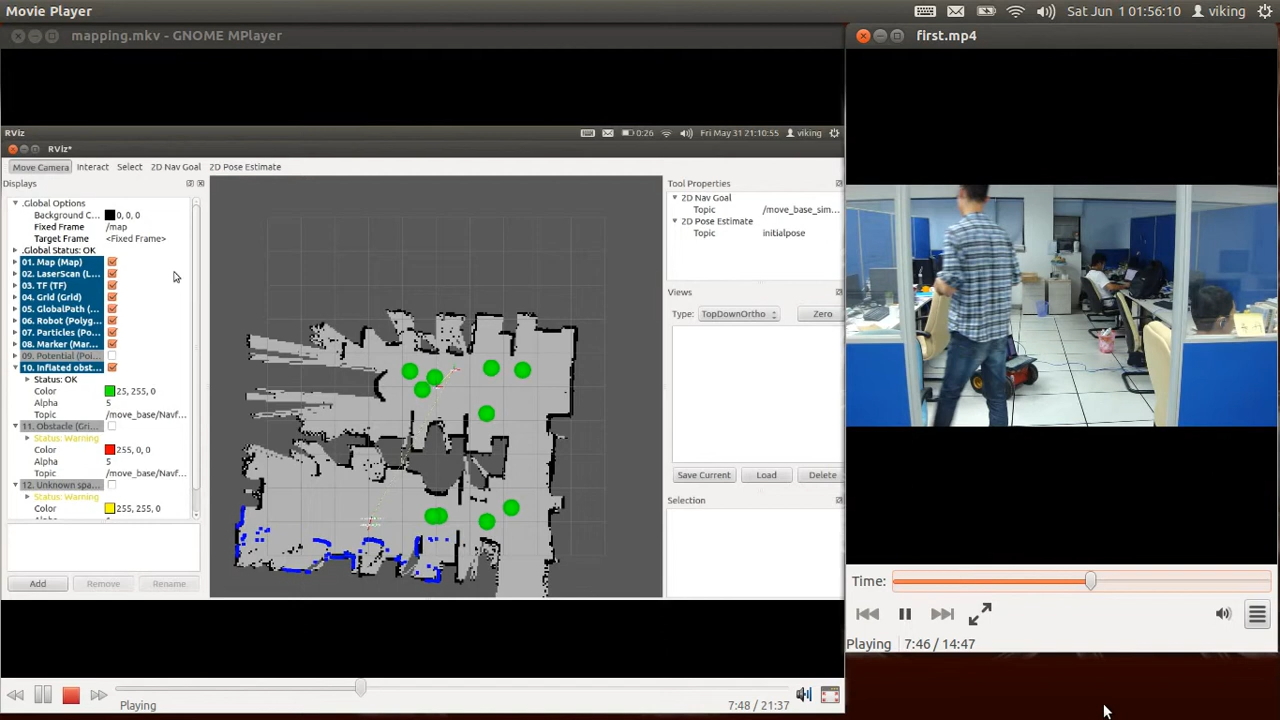 Movie Player
Sat Jun 1 01:56:10
viking
mapping.mkv - GNOME MPlayer
RViz
0:26
Fri May 31 21:10:55
viking
RViz*
Move Camera
Interact
Select
2D Nav Goal
2D Pose Estimate
Displays
.Global Options
Background C... 0, 0, 0
Fixed Frame /map
Target Frame <Fixed Frame>
.Global Status: OK
01. Map (Map)
02. LaserScan (L...
03. TF (TF)
04. Grid (Grid)
05. GlobalPath (...
06. Robot (Polyg...
07. Particles (Po...
08. Marker (Mar...
09. Potential (Poi...
10. Inflated obst...
Status: OK
Color 25, 255, 0
Alpha 5
Topic /move_base/Navf...
11. Obstacle (Gri...
Status: Warning
Color 255, 0, 0
Alpha 5
Topic /move_base/Navf...
12. Unknown spa...
Status: Warning
Color 255, 255, 0
Add
Remove
Rename
Tool Properties
2D Nav Goal
Topic /move_base_sim...
2D Pose Estimate
Topic initialpose
Views
Type: TopDownOrtho
Zero
Save Current
Load
Delete
Selection
Playing
7:48 / 21:37
first.mp4
Time:
Playing
7:46 / 14:47